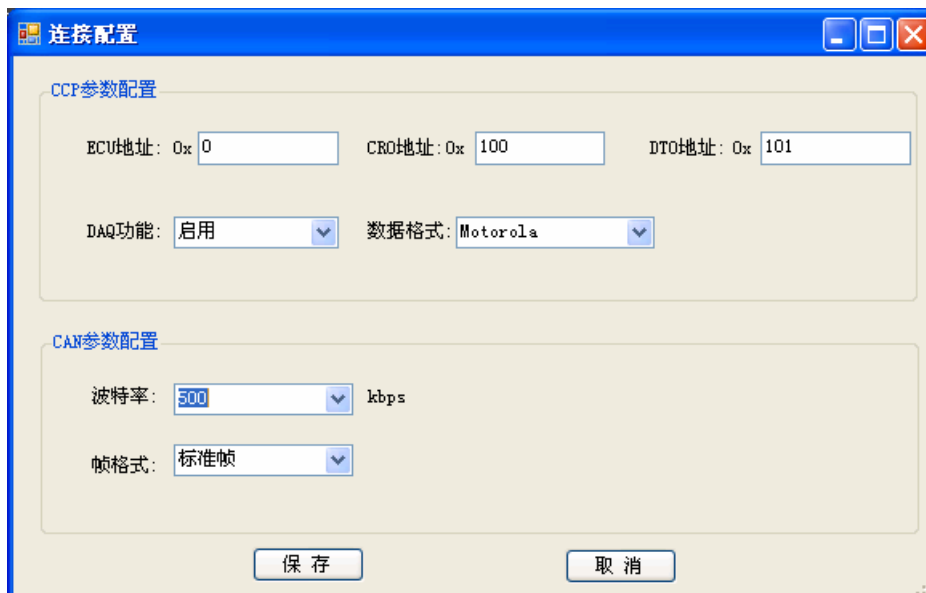 连接配置
CCP参数配置
ECU地址: 0x 0 CRO地址:0x 100 DTO地址: 0x 101
DAQ功能: 启用 数据格式: Motorola
CAN参数配置
波特率: 500 kbps
帧格式: 标准帧
保 存 取 消